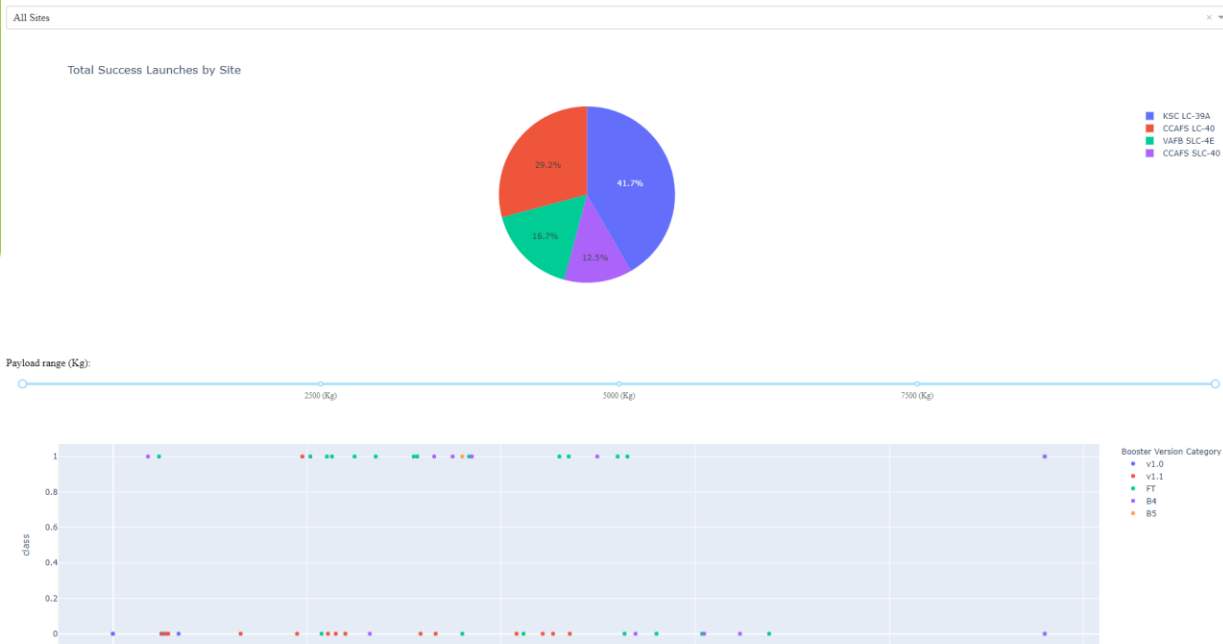 All Sites
Total Success Launches by Site
KSC LC-39A
CCAFS LC-40
VAFB SLC-4E
CCAFS SLC-40
29.2%
41.7%
16.7%
12.5%
Payload range (Kg):
2500 (Kg)
5000 (Kg)
7500 (Kg)
Booster Version Category
v1.0
v1.1
FT
B4
B5
class
1
0.8
0.6
0.4
0.2
0